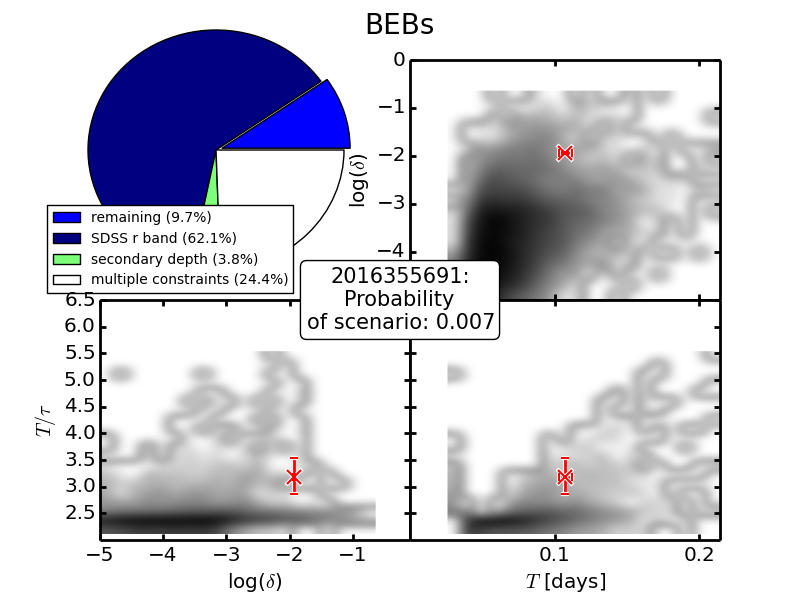 BEBs
remaining (9.7%)
SDSS r band (62.1%)
secondary depth (3.8%)
multiple constraints (24.4%)
0
−1
−2
−3
−4
log(δ)
2016355691:
Probability
of scenario: 0.007
6.5
6.0
5.5
5.0
4.5
4.0
3.5
3.0
2.5
T/τ
−5
−4
−3
−2
−1
log(δ)
0.1
0.2
T [days]